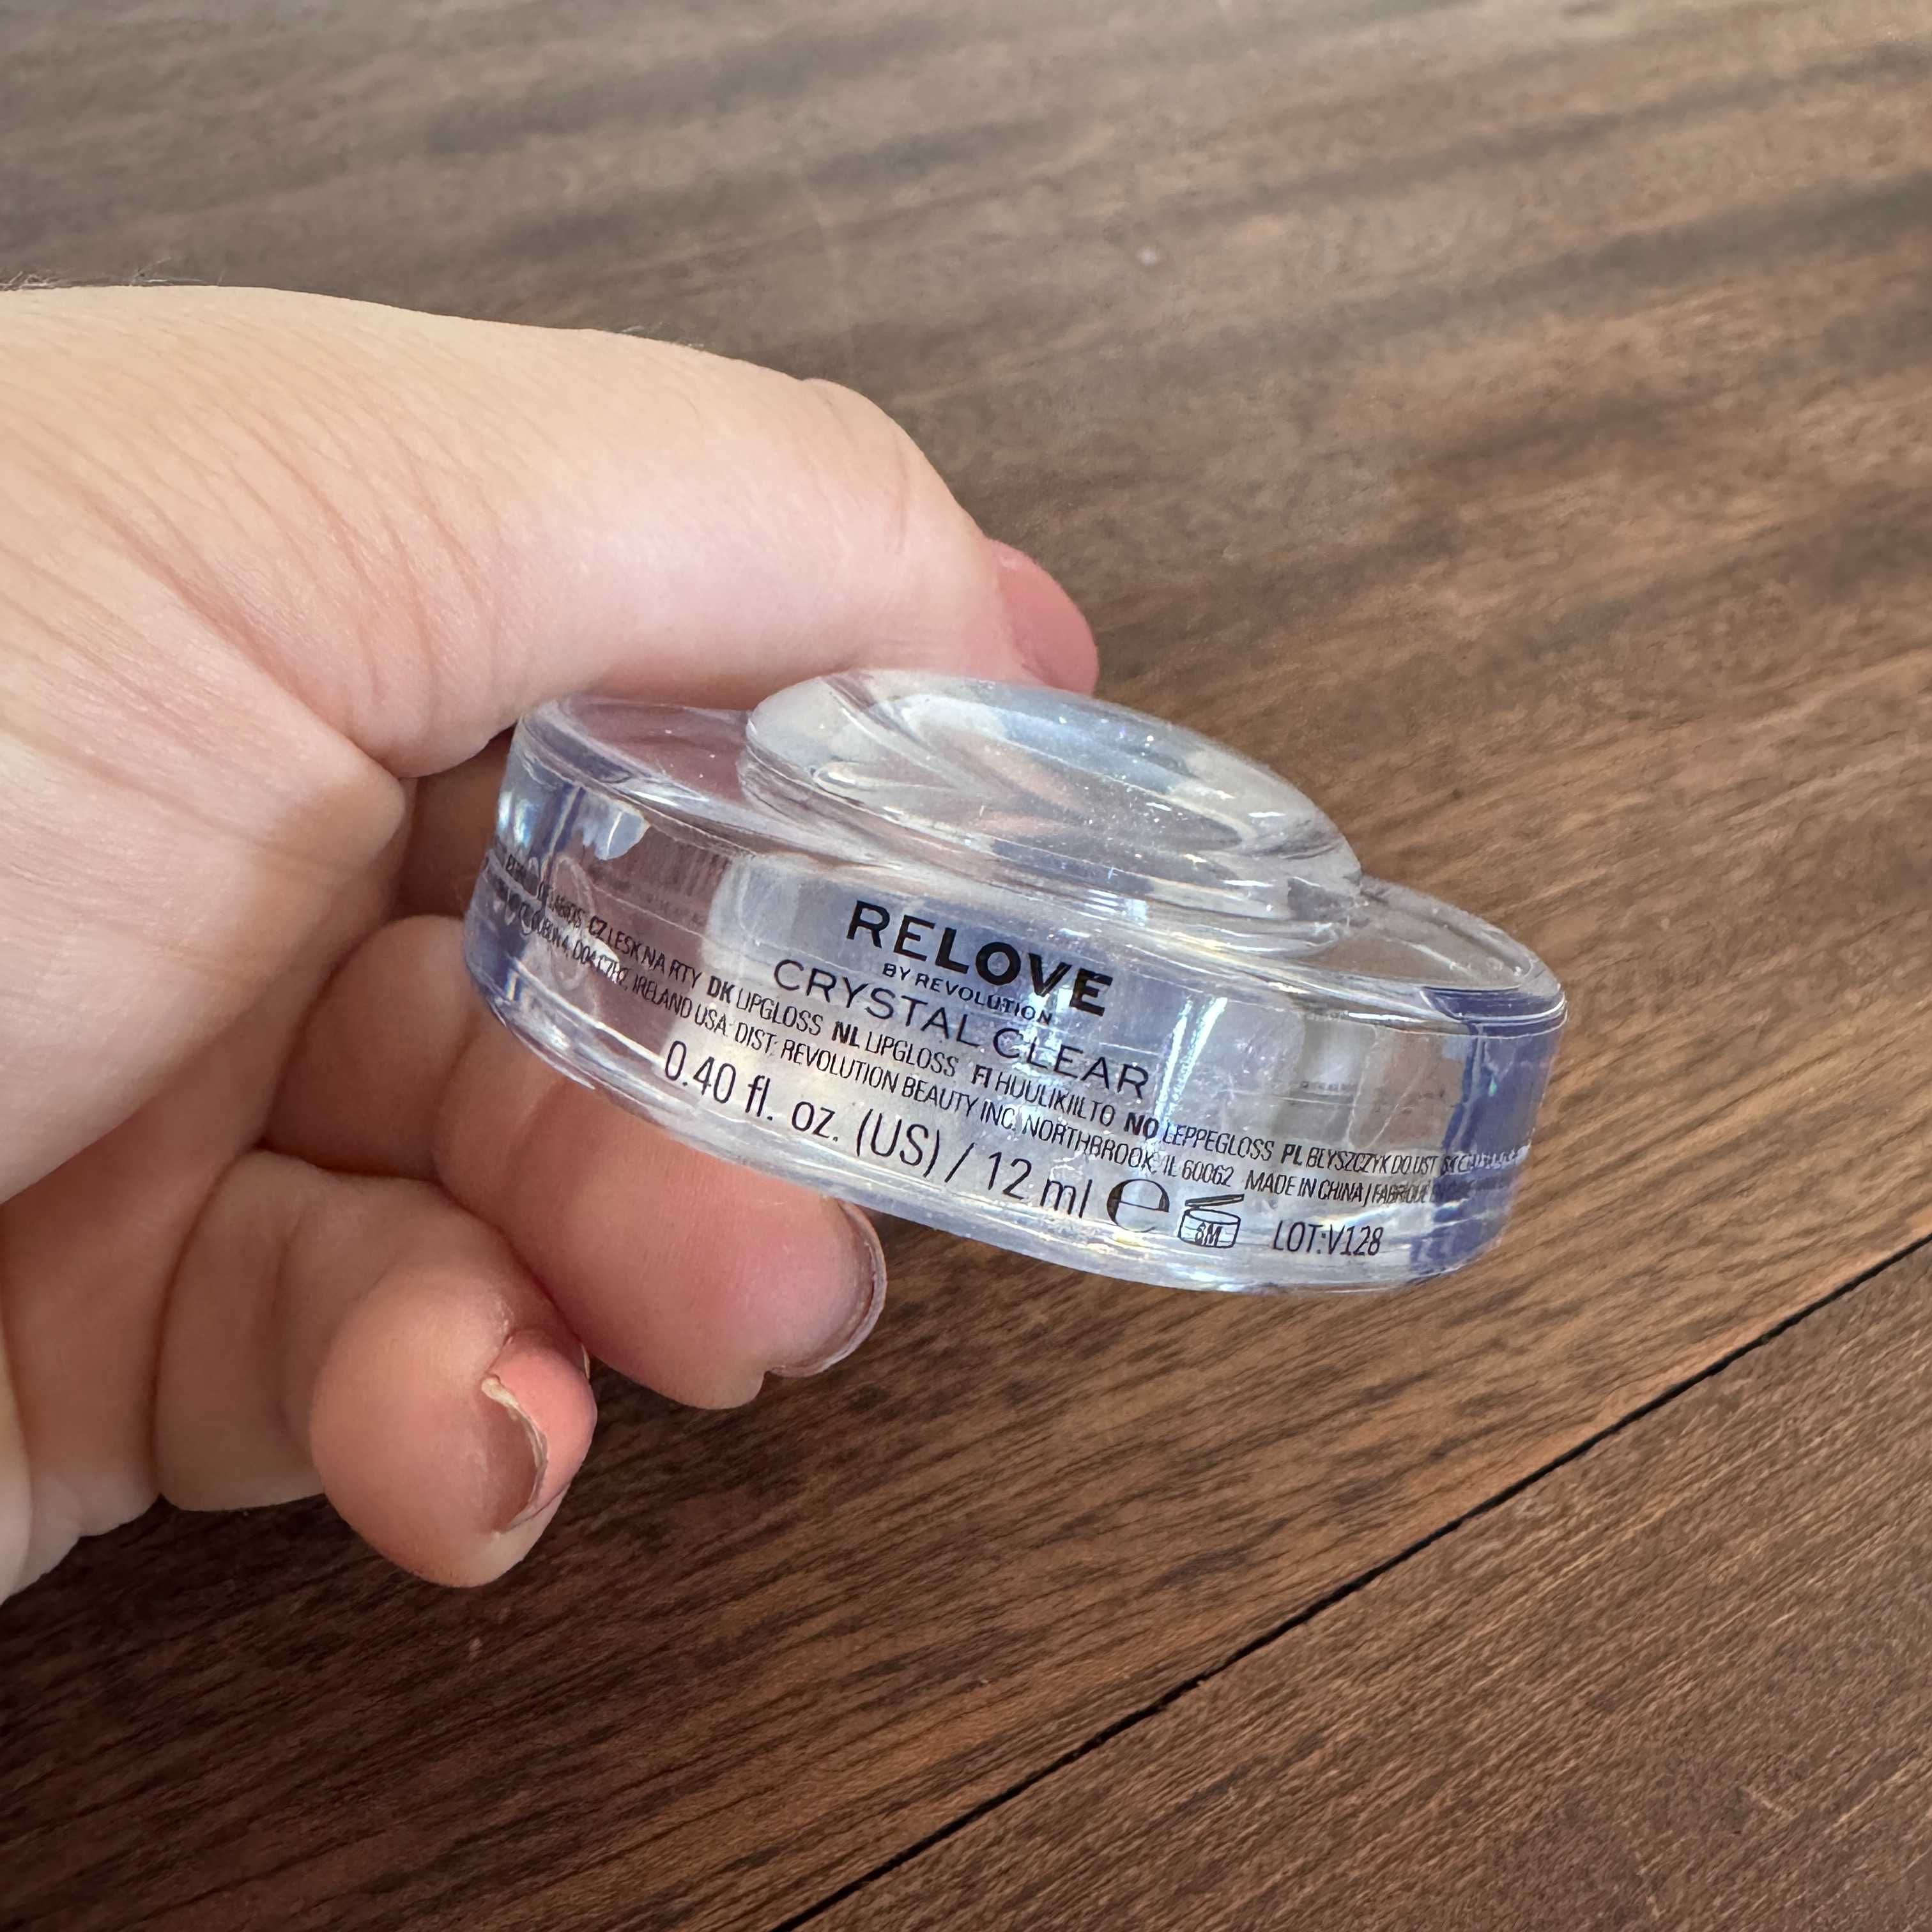 RELOVE
BY REVOLUTION
CRYSTAL CLEAR
CZ LESK NA RTY DK LIPGLOSS NL LIPGLOSS FI HUULIKIILTO NO LEPPEGLOSS PL BŁYSZCZYK DO UST
IRELAND USA: DIST: REVOLUTION BEAUTY INC, NORTHBROOK, IL 60062 MADE IN CHINA |
0.40 fl. oz. (US) / 12 ml e 6M LOT:V128